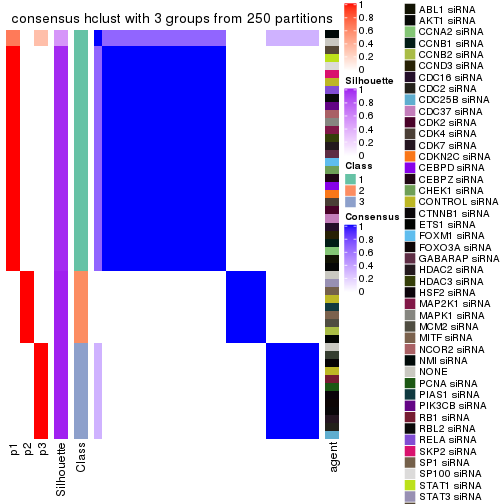 consensus hclust with 3 groups from 250 partitions
1
0.8
0.6
0.4
0.2
0
Silhouette
1
0.8
0.6
0.4
0.2
0
Class
1
2
3
Consensus
1
0.8
0.6
0.4
0.2
0
p1
p2
p3
Silhouette
Class
agent
ABL1 siRNA
AKT1 siRNA
CCNA2 siRNA
CCNB1 siRNA
CCNB2 siRNA
CCND3 siRNA
CDC16 siRNA
CDC2 siRNA
CDC25B siRNA
CDC37 siRNA
CDK2 siRNA
CDK4 siRNA
CDK7 siRNA
CDKN2C siRNA
CEBPD siRNA
CEBPZ siRNA
CHEK1 siRNA
CONTROL siRNA
CTNNB1 siRNA
ETS1 siRNA
FOXM1 siRNA
FOXO3A siRNA
GABARAP siRNA
HDAC2 siRNA
HDAC3 siRNA
HSF2 siRNA
MAP2K1 siRNA
MAPK1 siRNA
MCM2 siRNA
MITF siRNA
NCOR2 siRNA
NMI siRNA
NONE
PCNA siRNA
PIAS1 siRNA
PIK3CB siRNA
RB1 siRNA
RBL2 siRNA
RELA siRNA
SKP2 siRNA
SP1 siRNA
SP100 siRNA
STAT1 siRNA
STAT3 siRNA